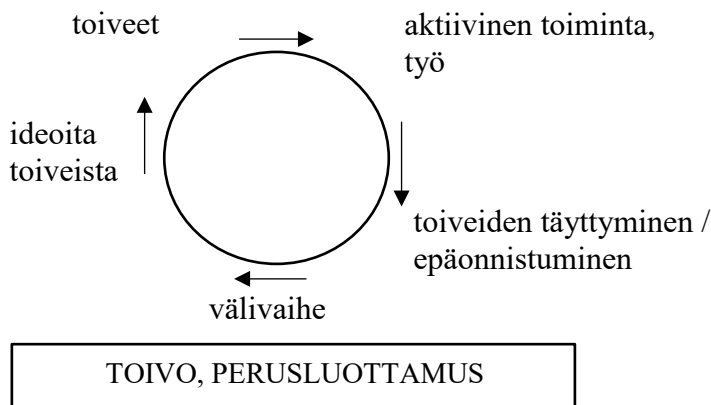 toiveet
aktiivinen toiminta,
työ
ideoita
toiveista
toiveiden täyttyminen /
epäonnistuminen
välivaihe
TOIVO, PERUSLUOTTAMUS